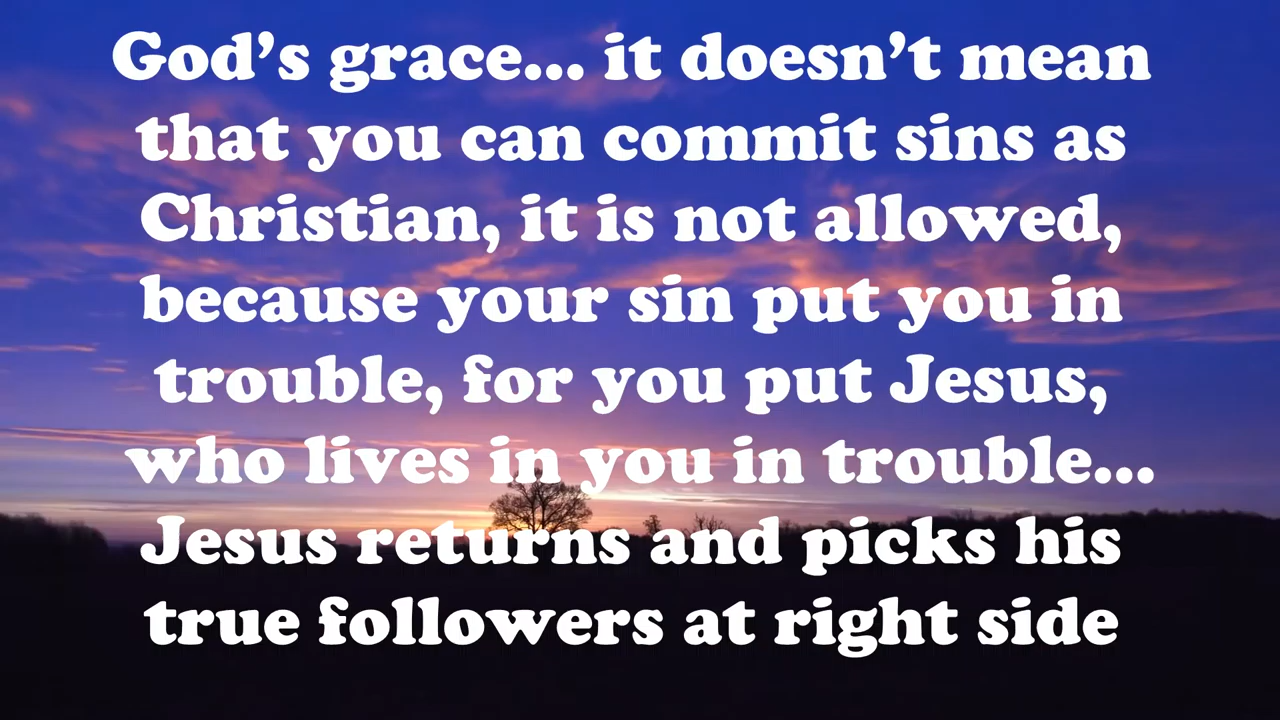 God’s grace... it doesn’t mean
that you can commit sins as
Christian, it is not allowed,
because your sin put you in
trouble, for you put Jesus,
who lives in you in trouble...
Jesus returns and picks his
true followers at right side